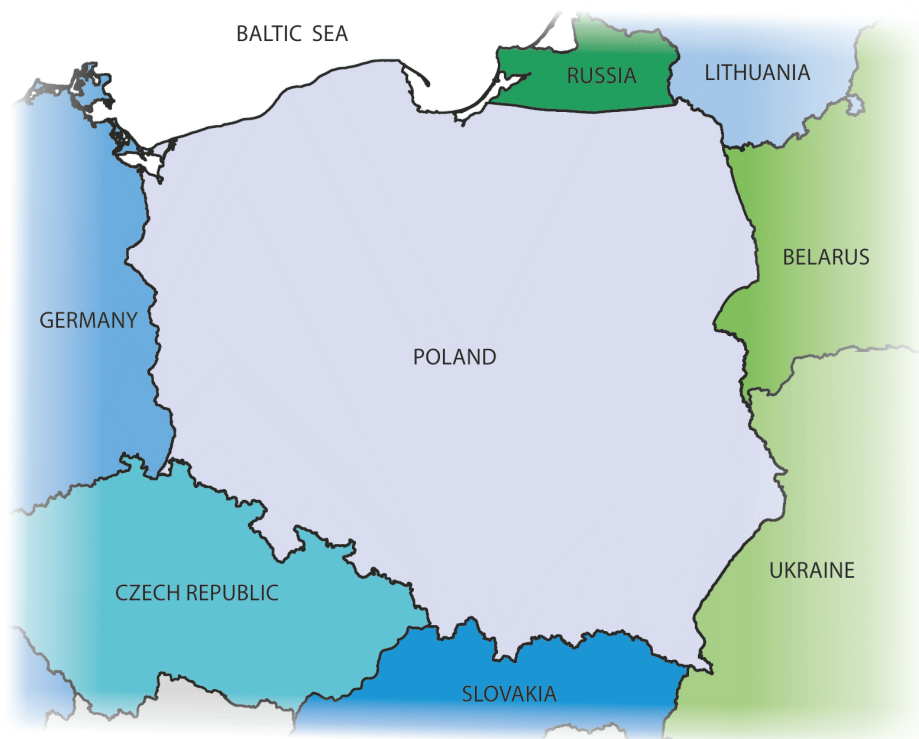 BALTIC SEA
RUSSIA
LITHUANIA
BELARUS
GERMANY
POLAND
UKRAINE
CZECH REPUBLIC
SLOVAKIA